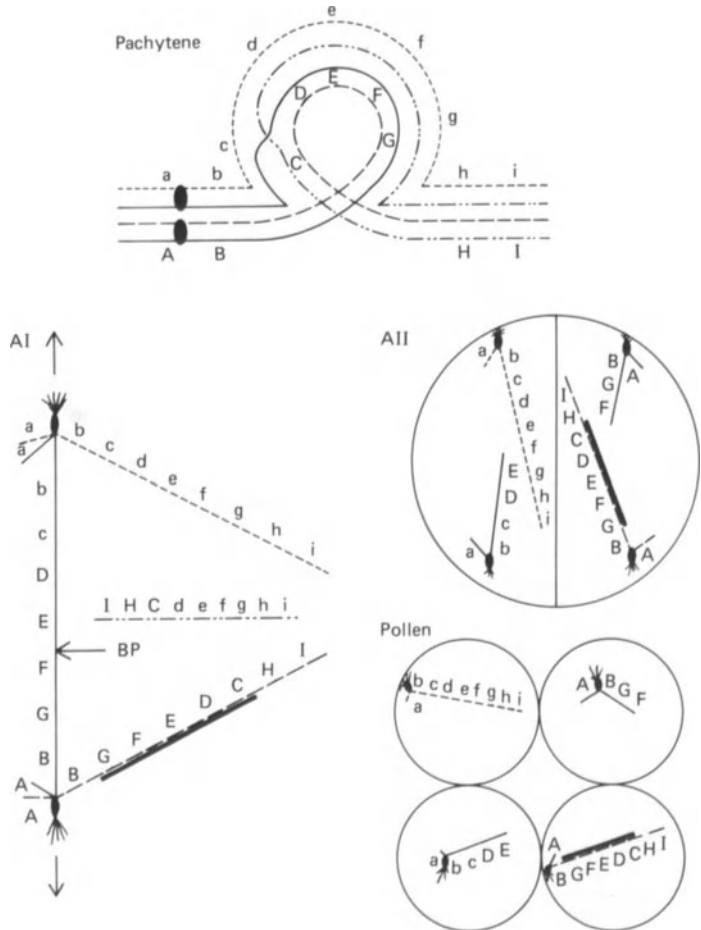 Pachytene
e
d f
D E F
c g
C G
a b h i
A B H I
AI
a b c d e f g h i
a
b
c
D
E
I H C d e f g h i
BP
F
G
B
A B G F E D C H I
A
AII
a b c d e f g h i
B A
G
F
E
D
c
b
a
I
H
C
D
E
F
G
B A
Pollen
b c d e f g h i
a
A B G F
a b c D E
A
B G F E D C H I